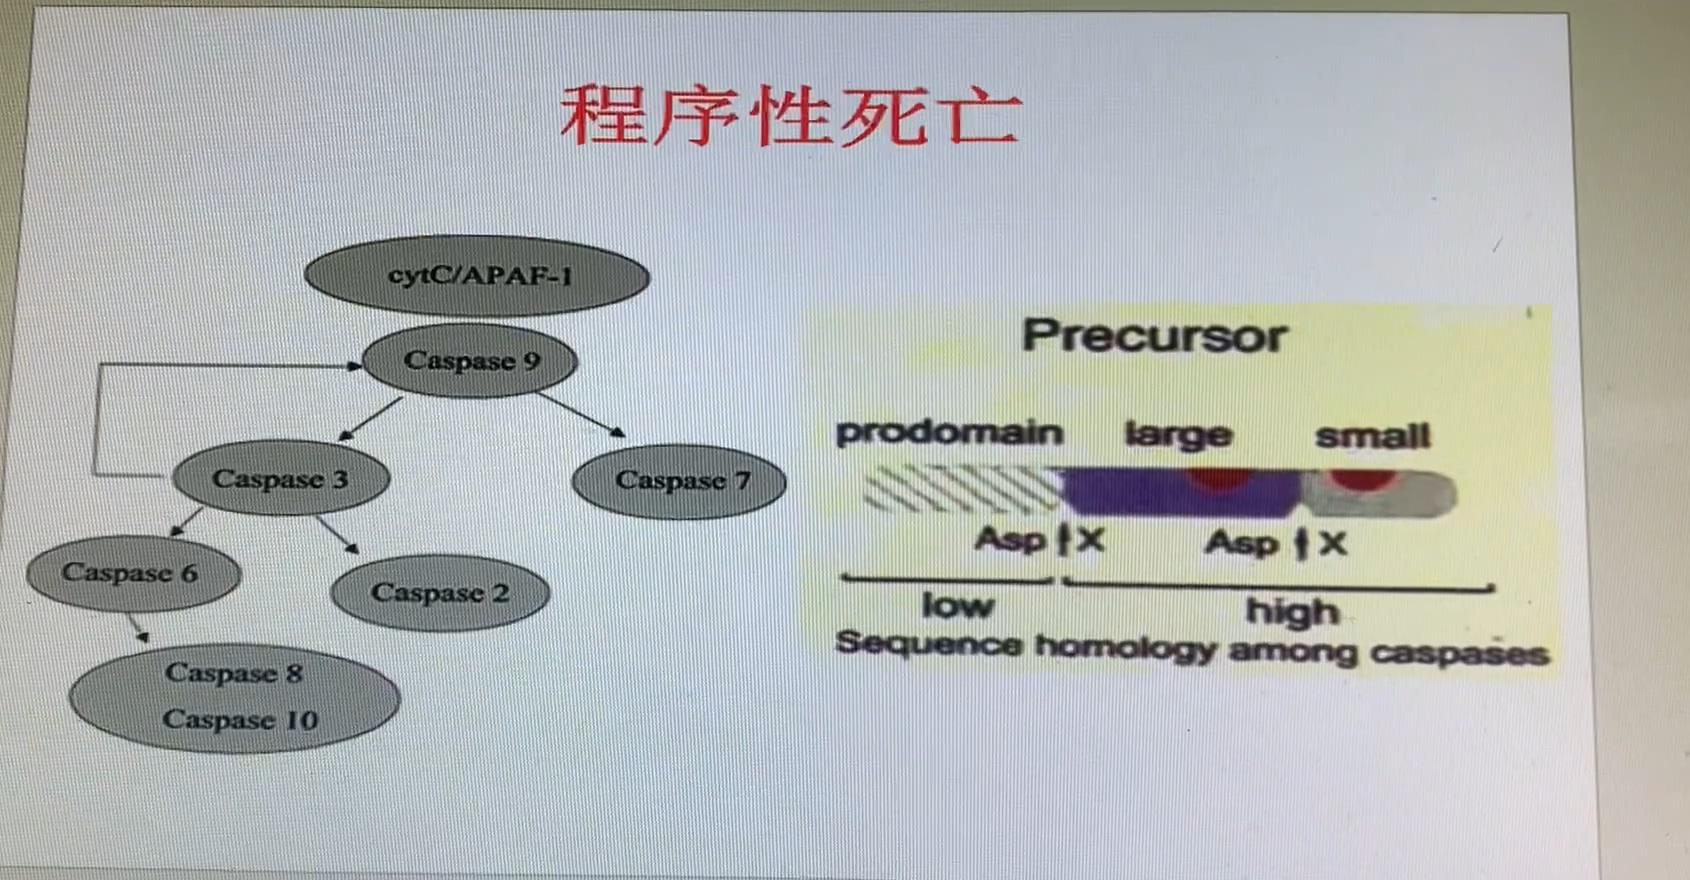 程序性死亡
cytC/APAF-1
Caspase 9
Caspase 3
Caspase 7
Caspase 6
Caspase 2
Caspase 8
Caspase 10
Precursor
prodomain large small
Asp X Asp X
low high
Sequence homology among caspases